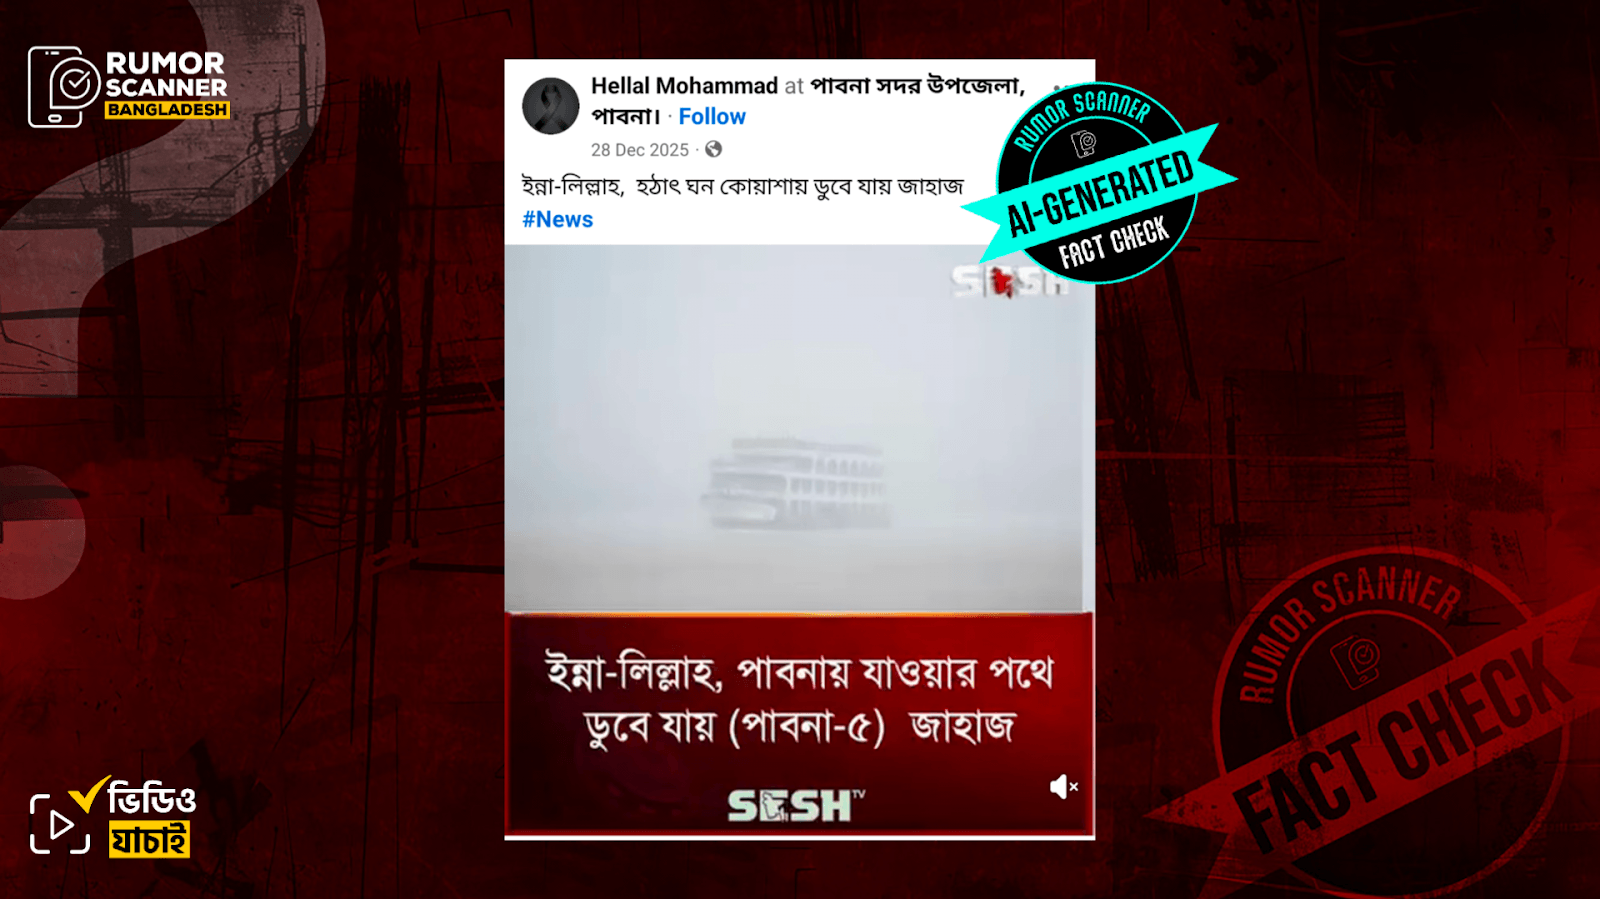 RUMOR
SCANNER
BANGLADESH
Hellal Mohammad at পাবনা সদর উপজেলা,
পাবনা। · Follow
28 Dec 2025 ·
ইন্না-লিল্লাহ, হঠাৎ ঘন কোয়াশায় ডুবে যায় জাহাজ
#News
RUMOR SCANNER
AI-GENERATED
FACT CHECK
SESH
ইন্না-লিল্লাহ, পাবনায় যাওয়ার পথে
ডুবে যায় (পাবনা-৫) জাহাজ
SESH TV
ভিডিও
যাচাই
RUMOR SCANNER
FACT CHECK